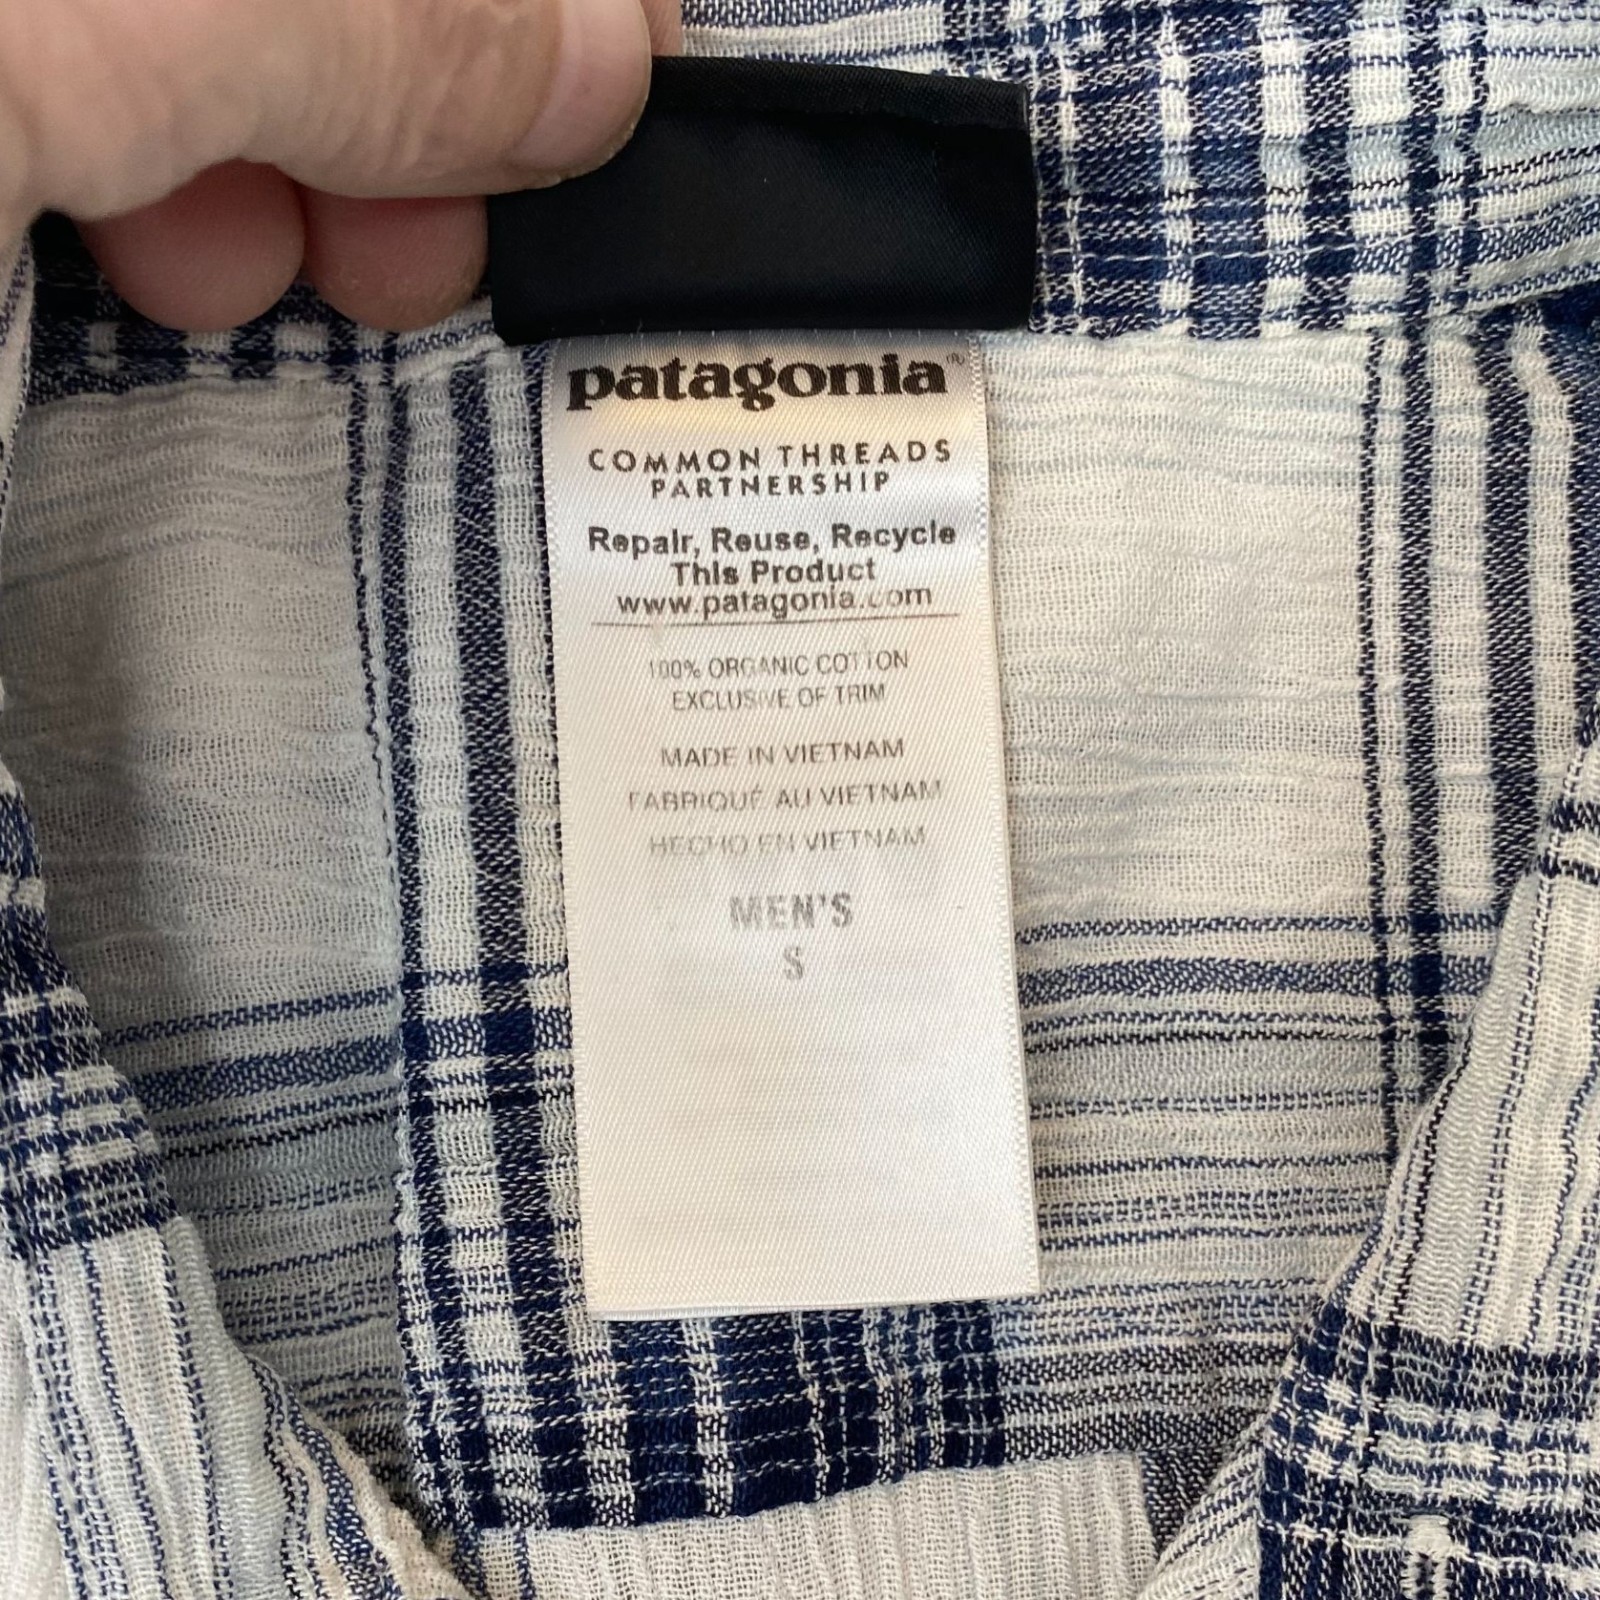 patagonia®
COMMON THREADS
PARTNERSHIP
Repair, Reuse, Recycle
This Product
www.patagonia.com
100% ORGANIC COTTON
EXCLUSIVE OF TRIM
MADE IN VIETNAM
FABRIQUÉ AU VIETNAM
HECHO EN VIETNAM
MEN'S
S